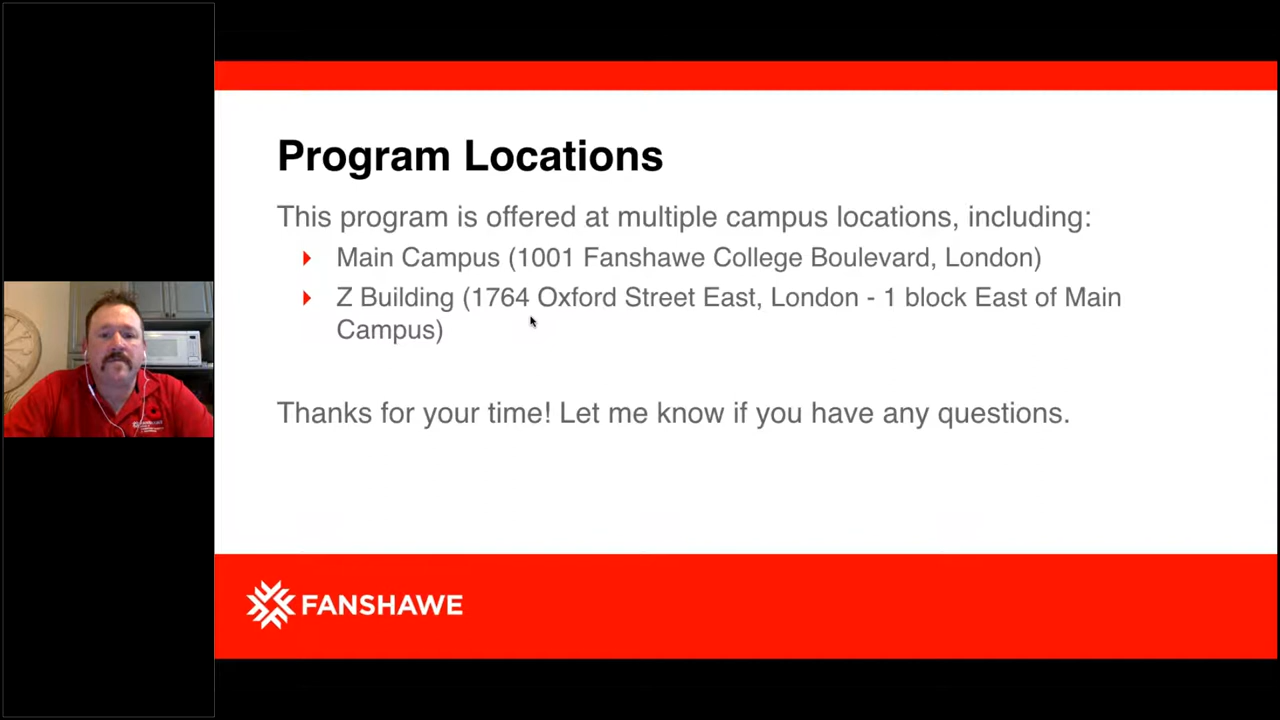 Program Locations
This program is offered at multiple campus locations, including:
Main Campus (1001 Fanshawe College Boulevard, London)
Z Building (1764 Oxford Street East, London - 1 block East of Main
Campus)
Thanks for your time! Let me know if you have any questions.
FANSHAWE